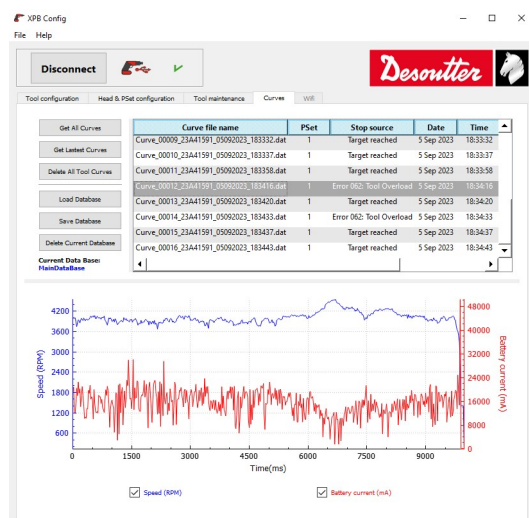 XPB Config
File Help
Disconnect
Desoutter
Tool configuration Head & PSet configuration Tool maintenance Curves Wifi
Get All Curves
Get Lastest Curves
Delete All Tool Curves
Load Database
Save Database
Delete Current Database
Current Data Base:
MainDataBase
Curve file name PSet Stop source Date Time
Curve_00009_23A41591_05092023_183332.dat 1 Target reached 5 Sep 2023 18:33:32
Curve_00010_23A41591_05092023_183337.dat 1 Target reached 5 Sep 2023 18:33:37
Curve_00011_23A41591_05092023_183358.dat 1 Target reached 5 Sep 2023 18:33:58
Curve_00012_23A41591_05092023_183416.dat 1 Error 062: Tool Overload 5 Sep 2023 18:34:16
Curve_00013_23A41591_05092023_183420.dat 1 Target reached 5 Sep 2023 18:34:20
Curve_00014_23A41591_05092023_183433.dat 1 Error 062: Tool Overload 5 Sep 2023 18:34:33
Curve_00015_23A41591_05092023_183437.dat 1 Target reached 5 Sep 2023 18:34:37
Curve_00016_23A41591_05092023_183443.dat 1 Target reached 5 Sep 2023 18:34:43
Speed (RPM)
4200
3600
3000
2400
1800
1200
600
48000
40000
32000
24000
16000
8000
0
Battery current (mA)
0 1500 3000 4500 6000 7500 9000
Time(ms)
Speed (RPM) Battery current (mA)